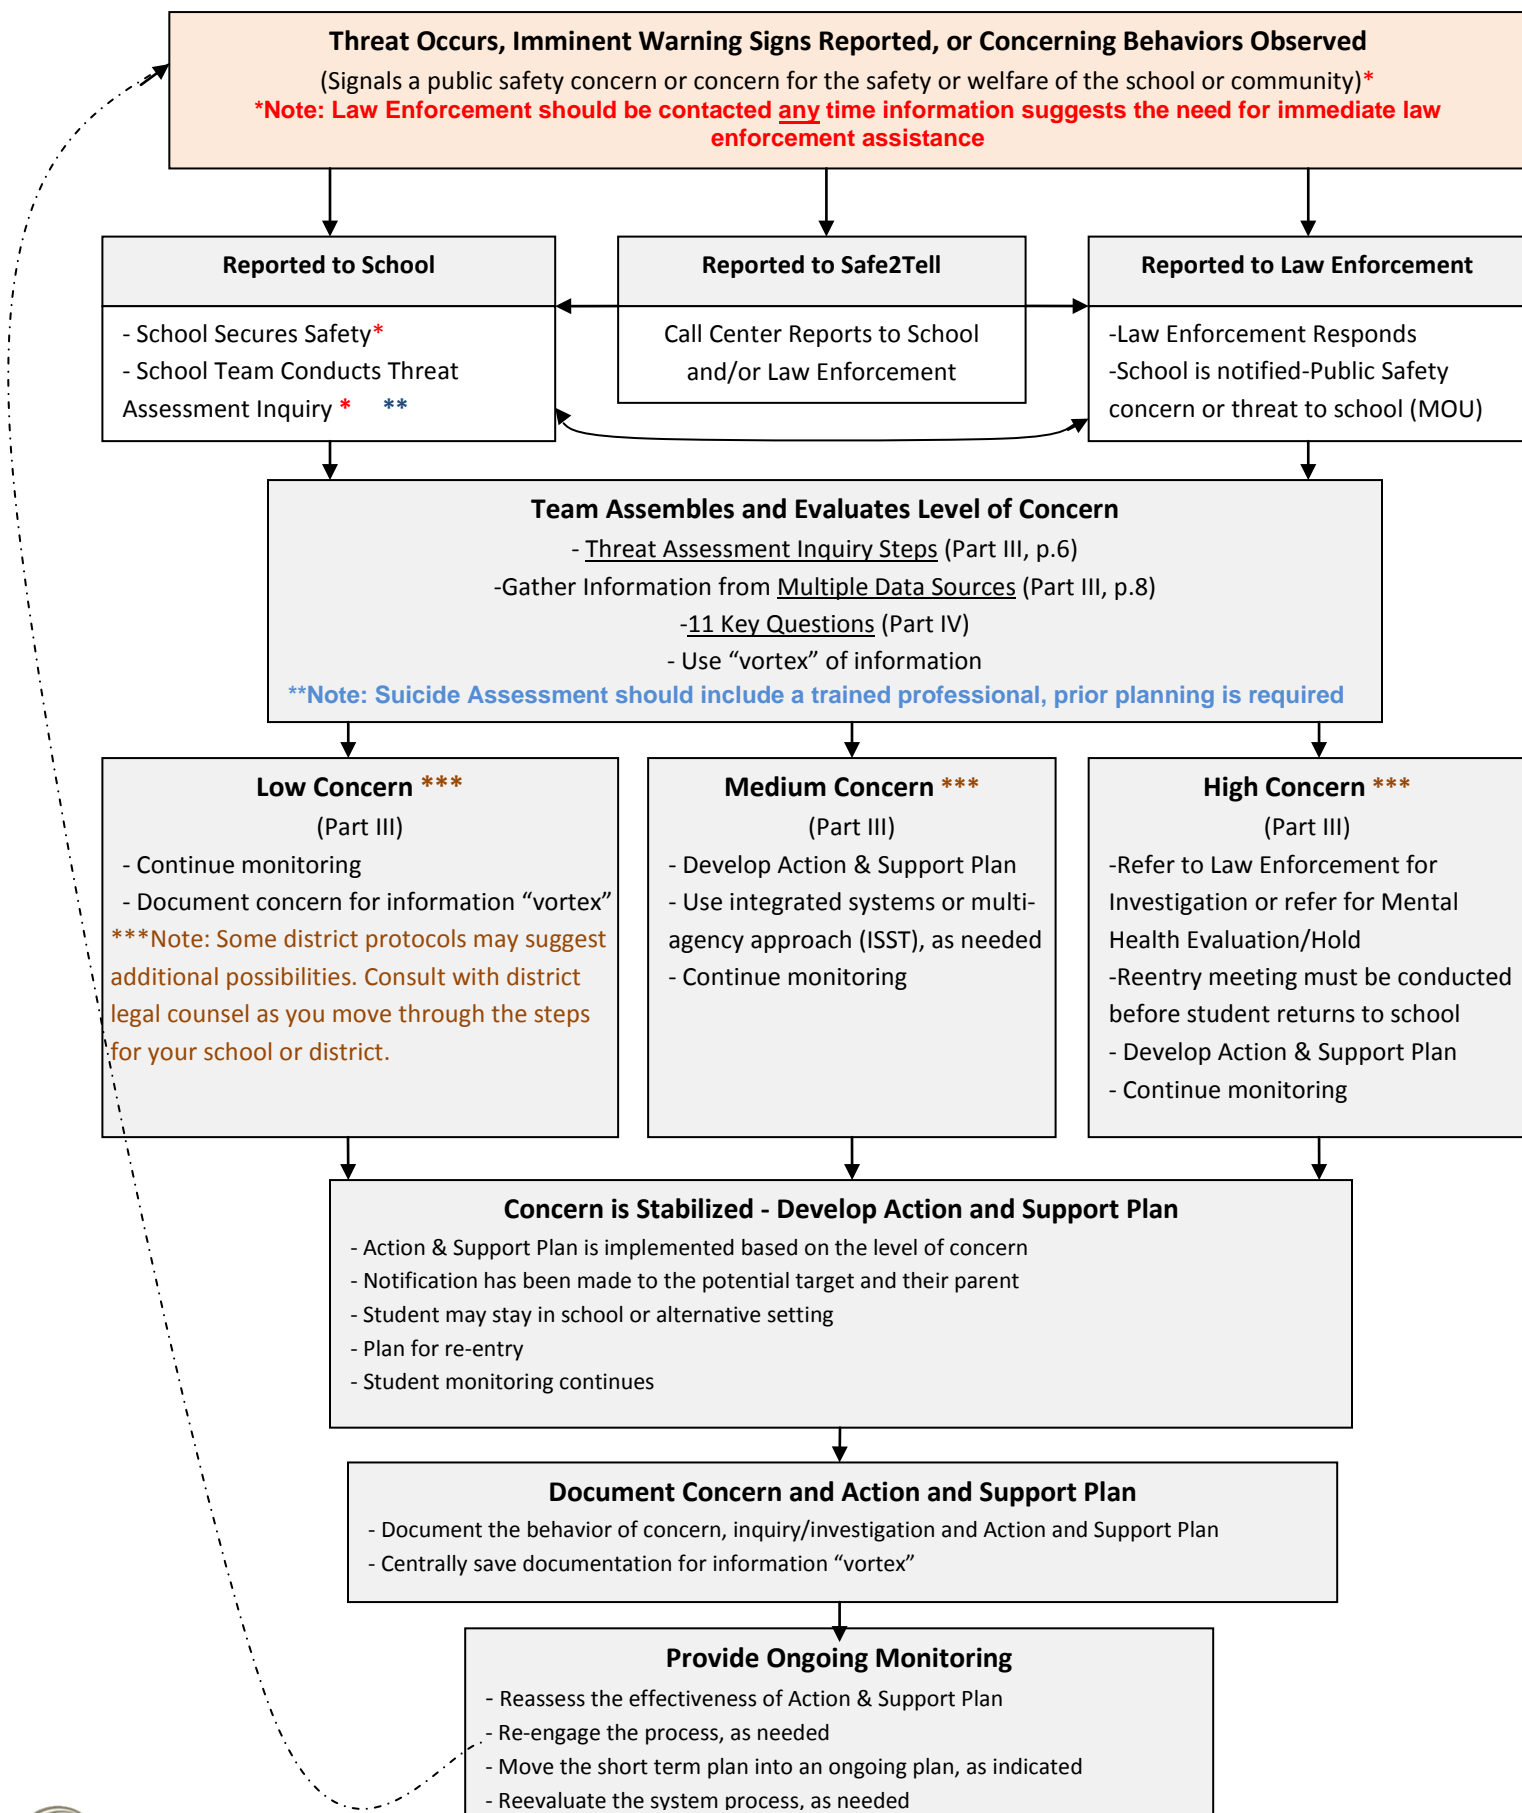 Threat Occurs, Imminent Warning Signs Reported, or Concerning Behaviors Observed
(Signals a public safety concern or concern for the safety or welfare of the school or community)*
*Note: Law Enforcement should be contacted any time information suggests the need for immediate law
enforcement assistance
Reported to School
- School Secures Safety*
- School Team Conducts Threat
Assessment Inquiry * **
Reported to Safe2Tell
Call Center Reports to School
and/or Law Enforcement
Reported to Law Enforcement
-Law Enforcement Responds
-School is notified-Public Safety
concern or threat to school (MOU)
Team Assembles and Evaluates Level of Concern
- Threat Assessment Inquiry Steps (Part III, p.6)
-Gather Information from Multiple Data Sources (Part III, p.8)
-11 Key Questions (Part IV)
- Use “vortex” of information
**Note: Suicide Assessment should include a trained professional, prior planning is required
Low Concern ***
(Part III)
- Continue monitoring
- Document concern for information “vortex”
***Note: Some district protocols may suggest
additional possibilities. Consult with district
legal counsel as you move through the steps
for your school or district.
Medium Concern ***
(Part III)
- Develop Action & Support Plan
- Use integrated systems or multi-
agency approach (ISST), as needed
- Continue monitoring
High Concern ***
(Part III)
-Refer to Law Enforcement for
Investigation or refer for Mental
Health Evaluation/Hold
-Reentry meeting must be conducted
before student returns to school
- Develop Action & Support Plan
- Continue monitoring
Concern is Stabilized - Develop Action and Support Plan
- Action & Support Plan is implemented based on the level of concern
- Notification has been made to the potential target and their parent
- Student may stay in school or alternative setting
- Plan for re-entry
- Student monitoring continues
Document Concern and Action and Support Plan
- Document the behavior of concern, inquiry/investigation and Action and Support Plan
- Centrally save documentation for information “vortex”
Provide Ongoing Monitoring
- Reassess the effectiveness of Action & Support Plan
- Re-engage the process, as needed
- Move the short term plan into an ongoing plan, as indicated
- Reevaluate the system process, as needed